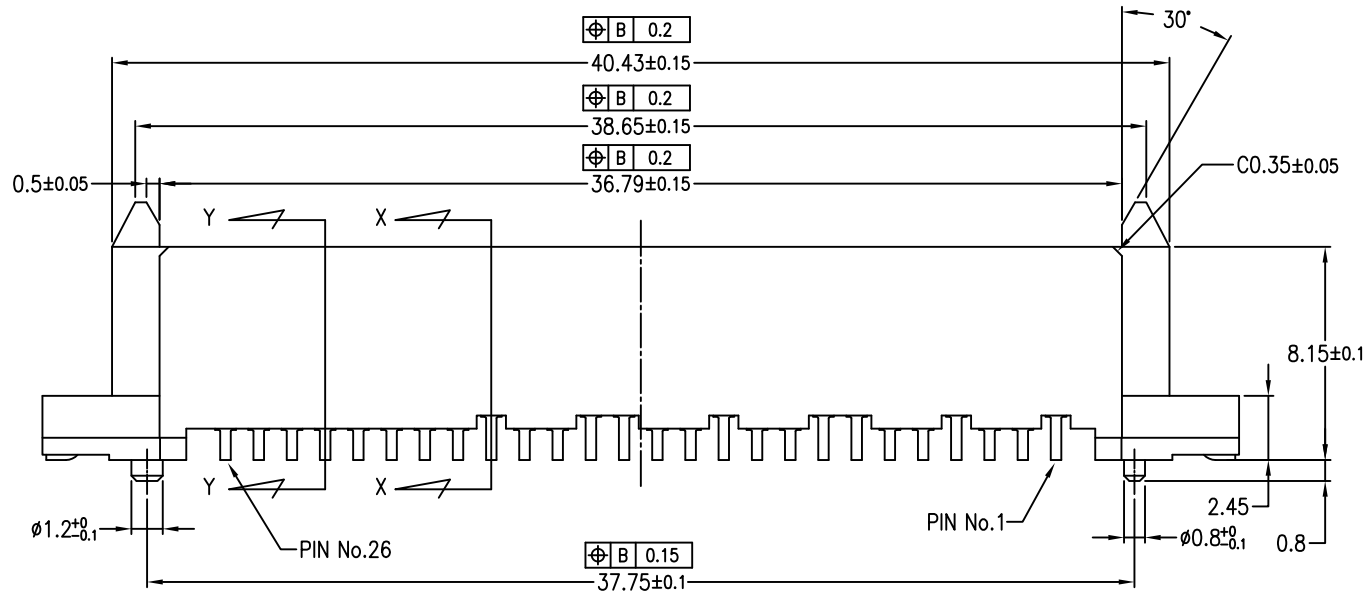 ⌖ B 0.2
30°
40.43±0.15
⌖ B 0.2
38.65±0.15
⌖ B 0.2
36.79±0.15
C0.35±0.05
0.5±0.05
Y
X
8.15±0.1
Y
X
2.45
ø1.2+0 -0.1
PIN No.26
PIN No.1
ø0.8+0 -0.1
0.8
⌖ B 0.15
37.75±0.1